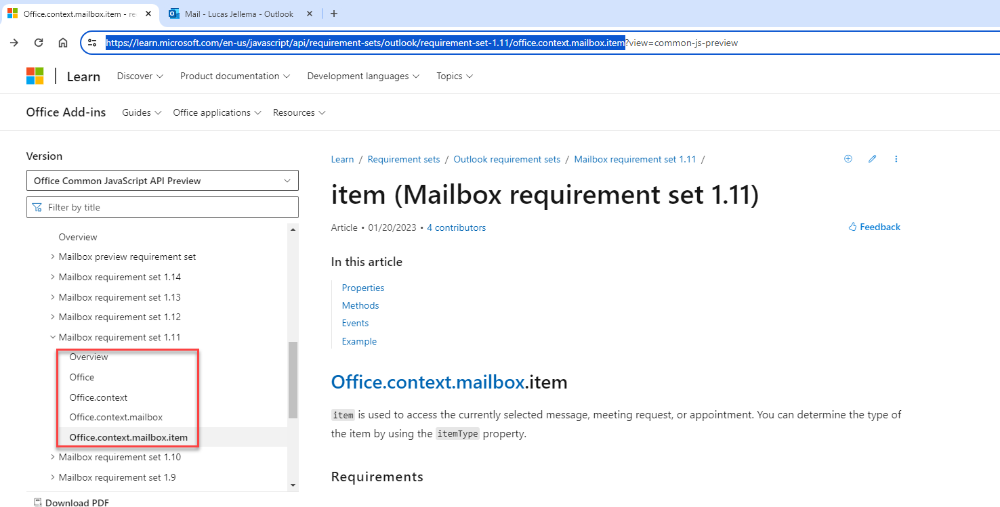 Office.context.mailbox.item - re
Mail - Lucas Jellema - Outlook
https://learn.microsoft.com/en-us/javascript/api/requirement-sets/outlook/requirement-set-1.11/office.context.mailbox.item?view=common-js-preview
Learn Discover Product documentation Development languages Topics
Office Add-ins Guides Office applications Resources
Version
Office Common JavaScript API Preview
Filter by title
Overview
Mailbox preview requirement set
Mailbox requirement set 1.14
Mailbox requirement set 1.13
Mailbox requirement set 1.12
Mailbox requirement set 1.11
Overview
Office
Office.context
Office.context.mailbox
Office.context.mailbox.item
Mailbox requirement set 1.10
Mailbox requirement set 1.9
Download PDF
Learn / Requirement sets / Outlook requirement sets / Mailbox requirement set 1.11 /
item (Mailbox requirement set 1.11)
Article • 01/20/2023 • 4 contributors
Feedback
In this article
Properties
Methods
Events
Example
Office.context.mailbox.item
item is used to access the currently selected message, meeting request, or appointment. You can determine the type of
the item by using the itemType property.
Requirements